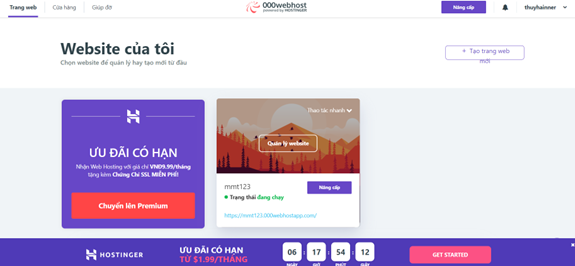 Trang web
Cửa hàng
Giúp đỡ
000webhost
powered by HOSTINGER
Nâng cấp
thuyhainner
Website của tôi
Chọn website để quản lý hay tạo mới từ đầu
+ Tạo trang web
mới
ƯU ĐÃI CÓ HẠN
Nhận Web Hosting với giá chỉ VND9.99/tháng
tặng kèm Chứng Chỉ SSL MIỄN PHÍ!
Chuyển lên Premium
Thao tác nhanh
Quản lý website
mmt123
Nâng cấp
Trạng thái đang chạy
https://mmt123.000webhostapp.com/
HOSTINGER
ƯU ĐÃI CÓ HẠN
TỪ $1.99/THÁNG
06 17 54 12
NGÀY GIỜ PHÚT GIÂY
GET STARTED